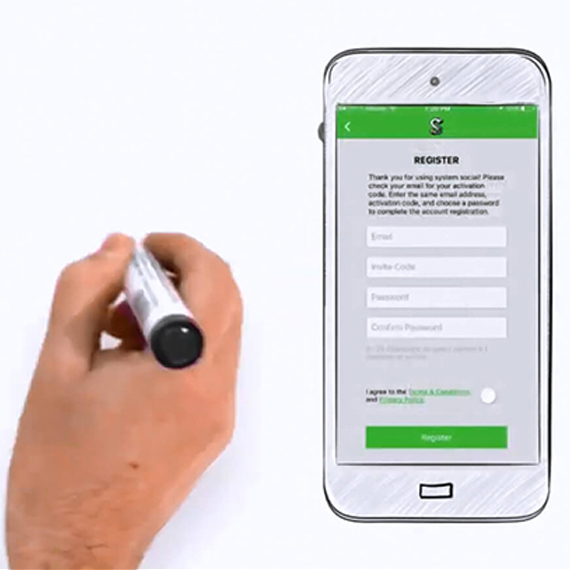 REGISTER
Thank you for using system social! Please
check your email for your activation
code. Enter the same email address,
activation code, and choose a password
to complete the account registration.
Email
Invite Code
Password
Confirm Password
I agree to the Terms & Conditions
and Privacy Policy.
Register